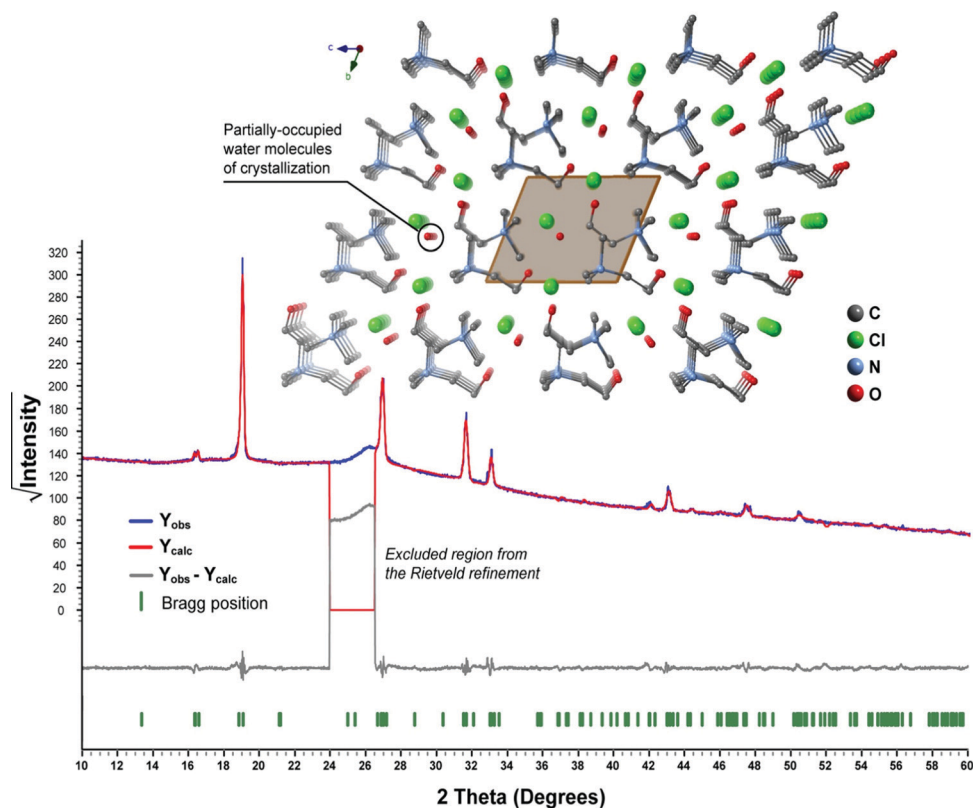 c
b
Partially-occupied
water molecules
of crystallization
C
Cl
N
O
320
300
280
260
240
220
200
180
160
140
120
100
80
60
40
20
0
√Intensity
Yobs
Ycalc
Yobs - Ycalc
Bragg position
Excluded region from
the Rietveld refinement
10 12 14 16 18 20 22 24 26 28 30 32 34 36 38 40 42 44 46 48 50 52 54 56 58 60
2 Theta (Degrees)